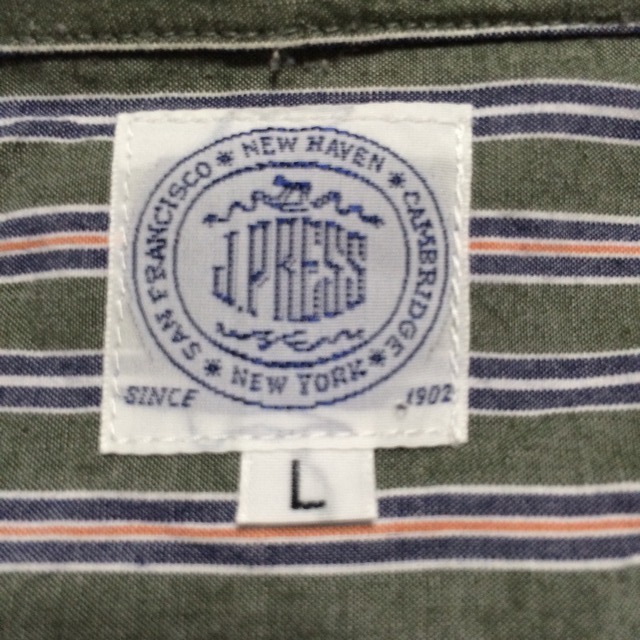 NEW HAVEN * CAMBRIDGE * NEW YORK * SAN FRANCISCO *
J.PRESS
SINCE 1902
L